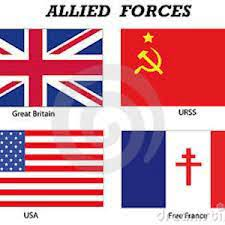 ALLIED FORCES
Great Britain
URSS
USA
Free France